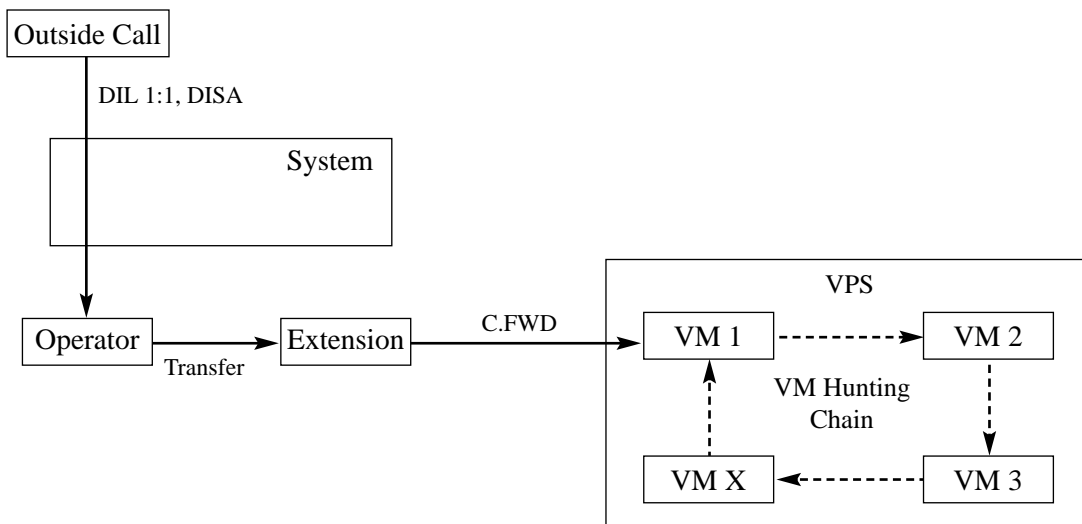 Outside Call
DIL 1:1, DISA
System
VPS
Operator
Transfer
Extension
C.FWD
VM 1
VM 2
VM Hunting
Chain
VM X
VM 3